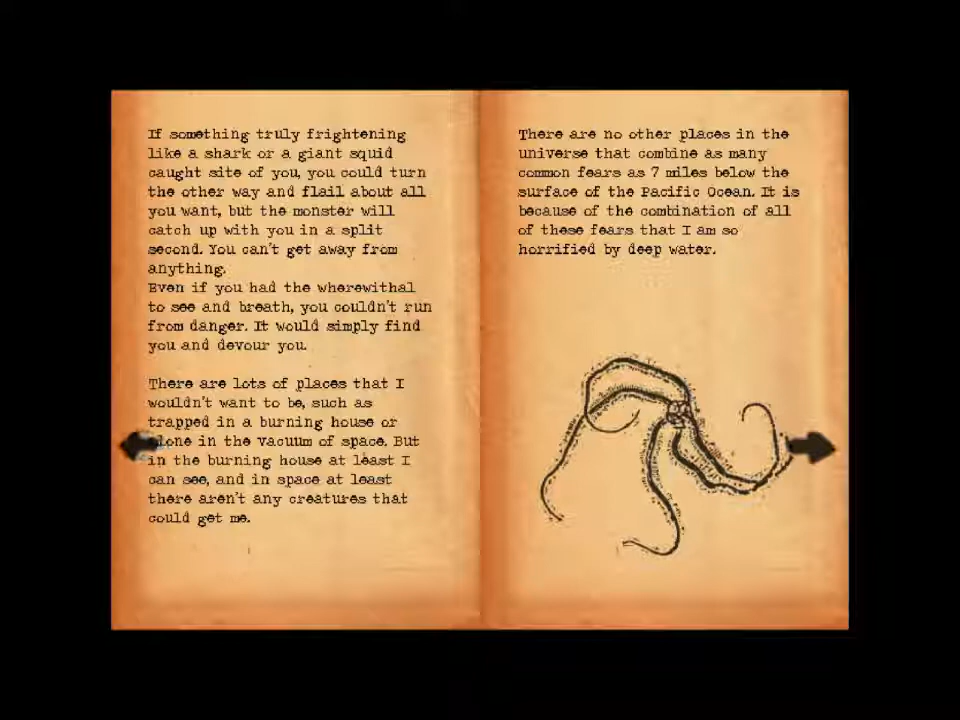 If something truly frightening
like a shark or a giant squid
caught site of you, you could turn
the other way and flail about all
you want, but the monster will
catch up with you in a split
second. You can't get away from
anything.
Even if you had the wherewithal
to see and breath, you couldn't run
from danger. It would simply find
you and devour you.
There are lots of places that I
wouldn't want to be, such as
trapped in a burning house or
alone in the vacuum of space. But
in the burning house at least I
can see, and in space at least
there aren't any creatures that
could get me.
There are no other places in the
universe that combine as many
common fears as 7 miles below the
surface of the Pacific Ocean. It is
because of the combination of all
of these fears that I am so
horrified by deep water.